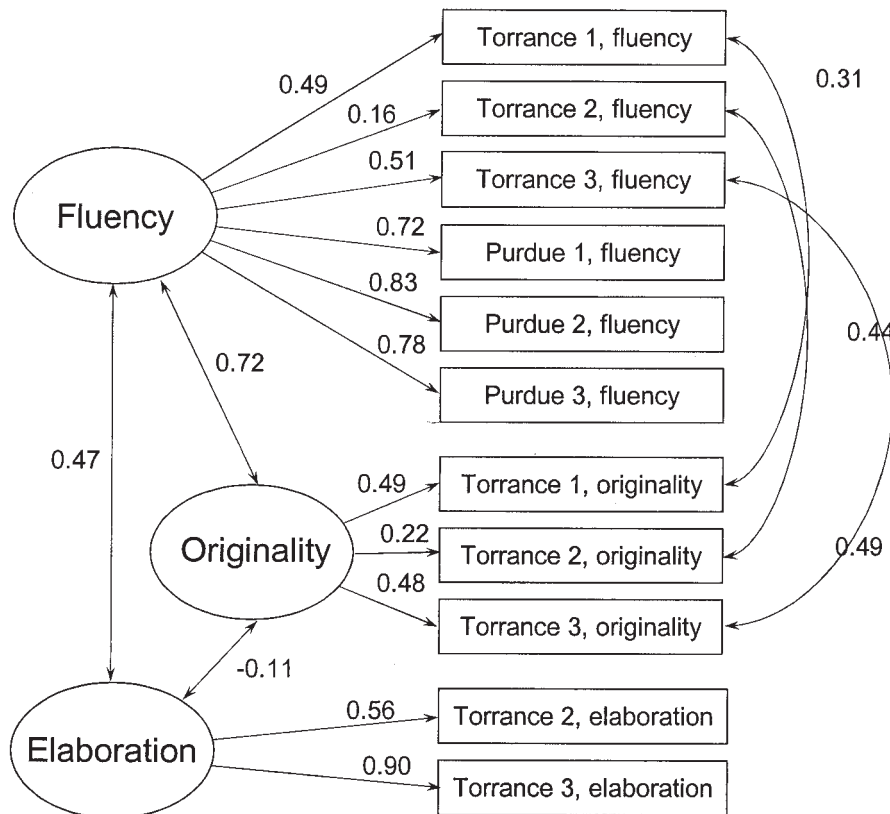 Torrance 1, fluency
0.31
0.49
Torrance 2, fluency
0.16
Torrance 3, fluency
0.51
Fluency
0.72
Purdue 1, fluency
0.83
Purdue 2, fluency
0.44
0.78
0.72
Purdue 3, fluency
0.47
0.49
Torrance 1, originality
0.22
Originality
Torrance 2, originality
0.49
0.48
Torrance 3, originality
-0.11
0.56
Torrance 2, elaboration
Elaboration
0.90
Torrance 3, elaboration